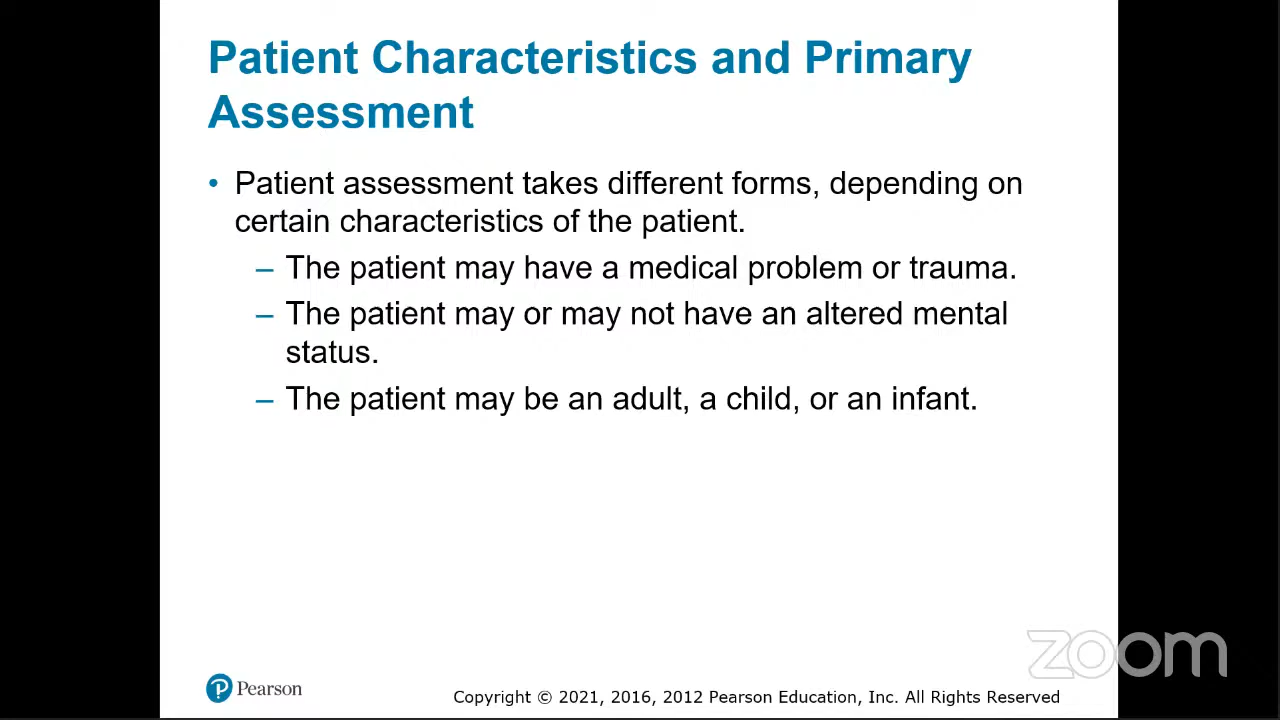 Patient Characteristics and Primary
Assessment
• Patient assessment takes different forms, depending on
certain characteristics of the patient.
– The patient may have a medical problem or trauma.
– The patient may or may not have an altered mental
status.
– The patient may be an adult, a child, or an infant.
zoom
Pearson
Copyright © 2021, 2016, 2012 Pearson Education, Inc. All Rights Reserved